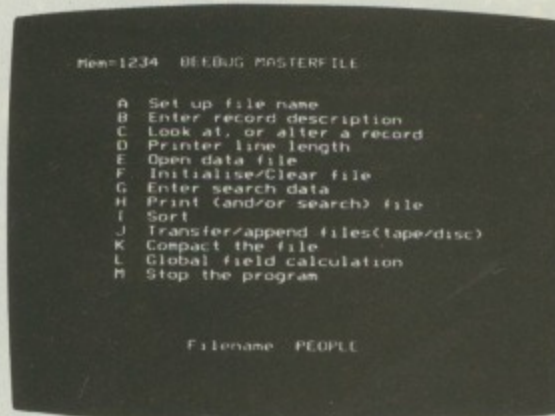 Mem=1234 BEEBUG MASTERFILE
A Set up file name
B Enter record description
C Look at, or alter a record
D Printer line length
E Open data file
F Initialise/Clear file
G Enter search data
H Print (and/or search) file
I Sort
J Transfer/append files(tape/disc)
K Compact the file
L Global field calculation
M Stop the program
Filename PEOPLE